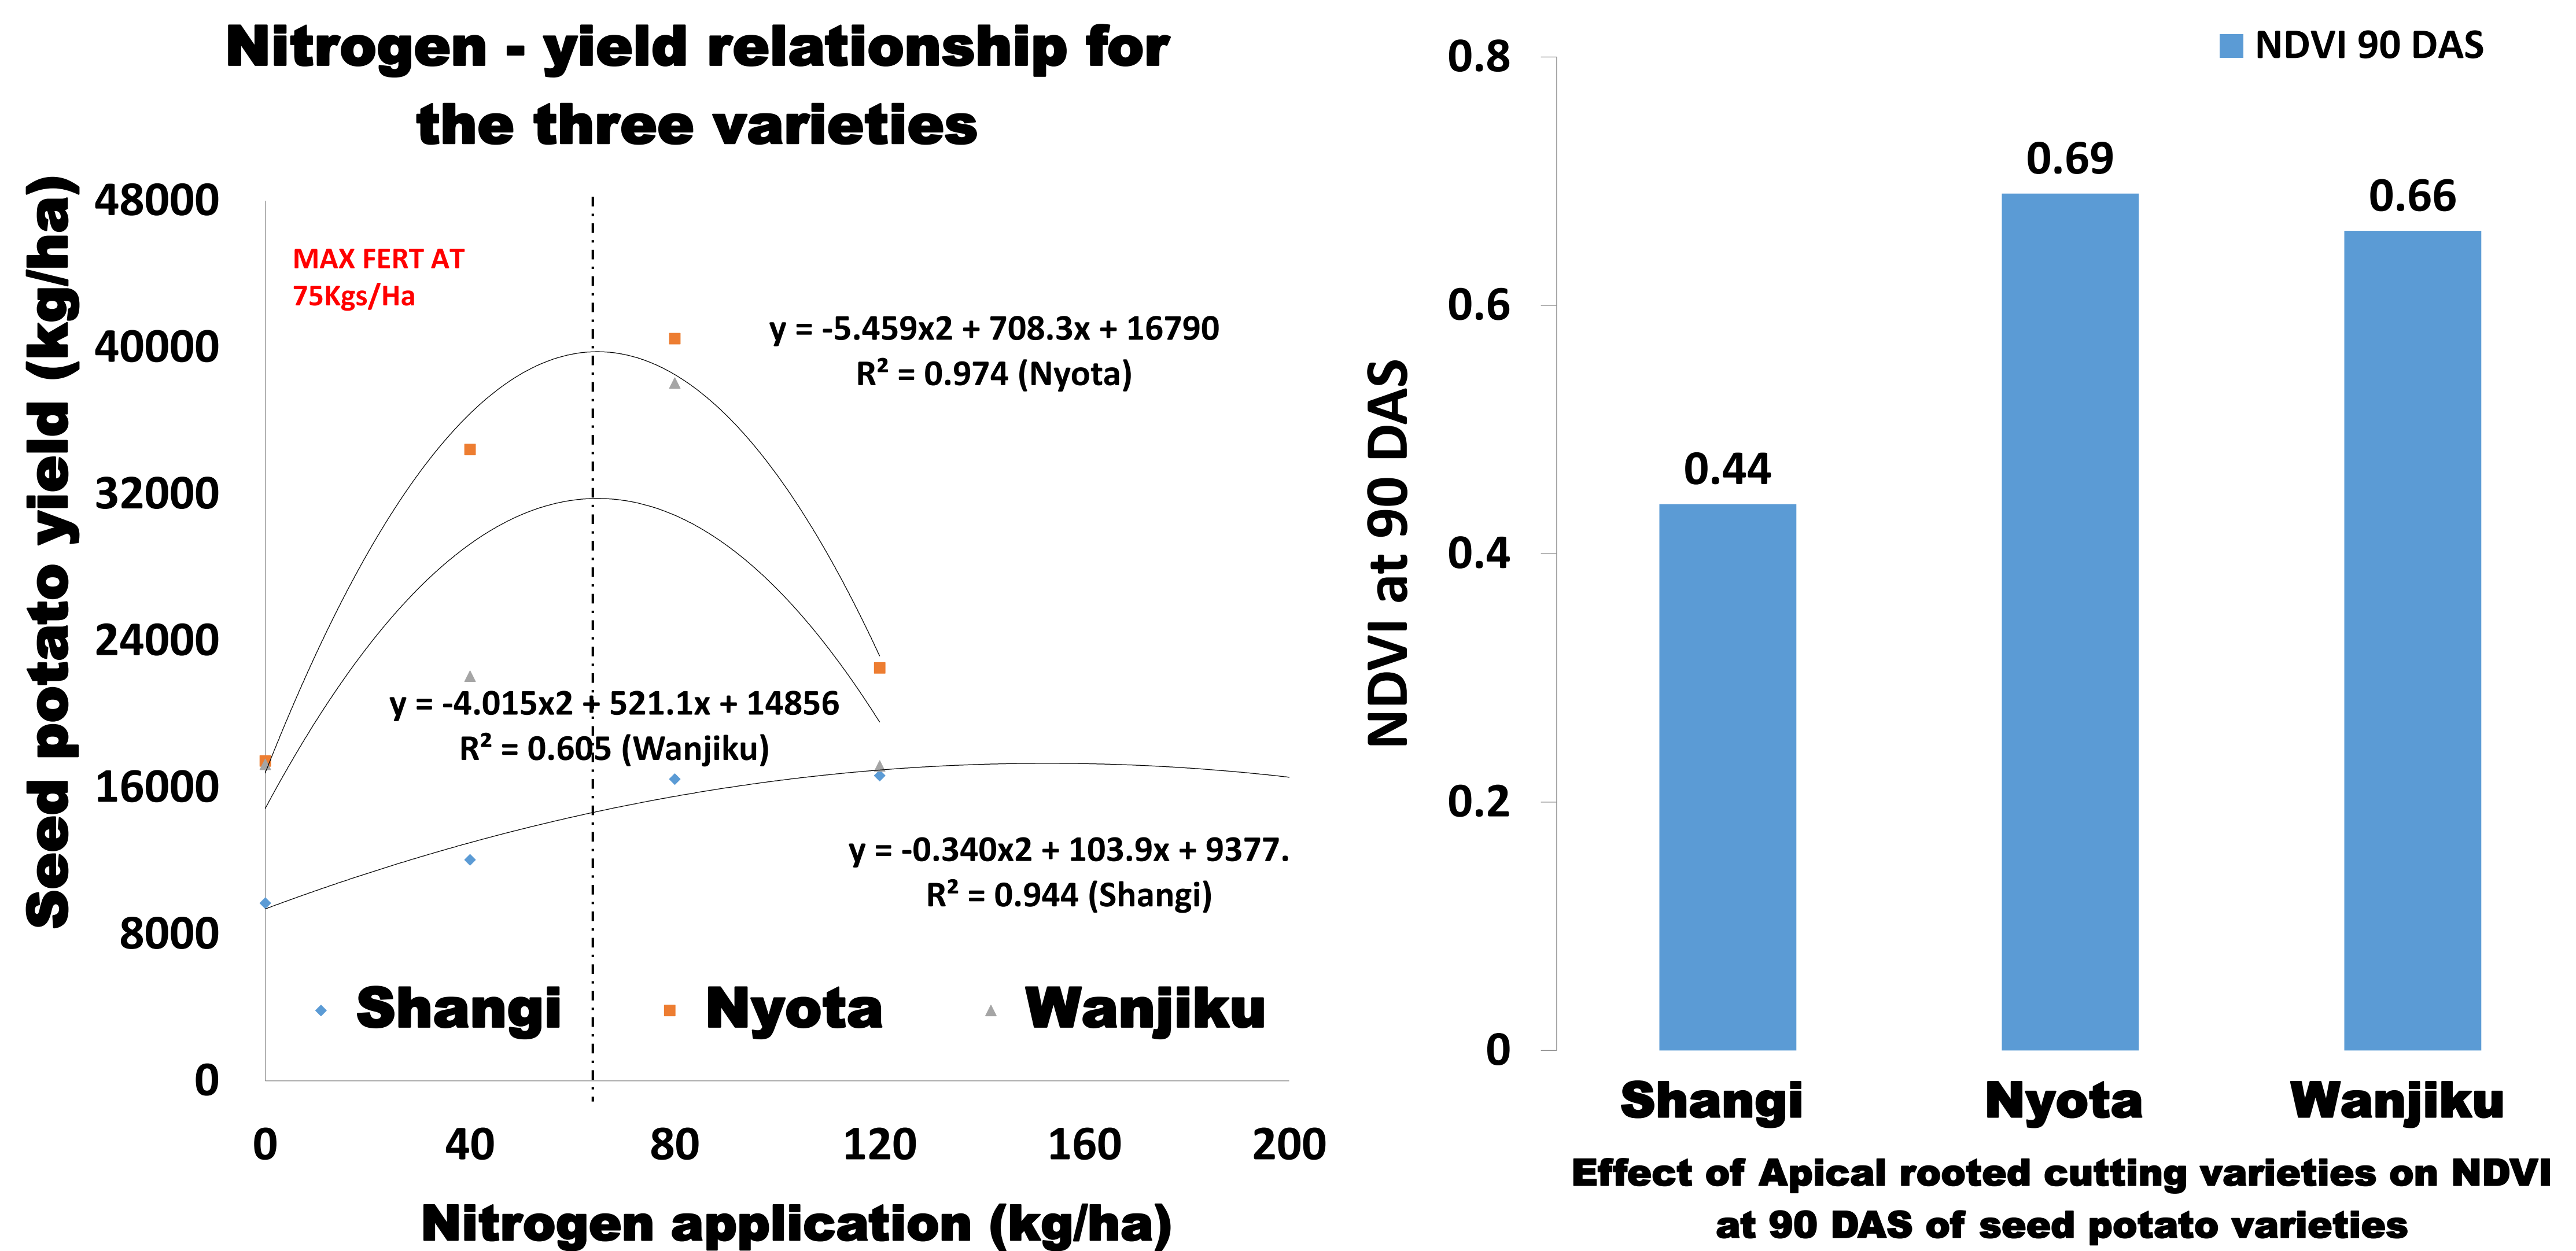 Nitrogen - yield relationship for
the three varieties
Seed potato yield (kg/ha)
48000
40000
32000
24000
16000
8000
0
MAX FERT AT
75Kgs/Ha
y = -5.459x2 + 708.3x + 16790
R² = 0.974 (Nyota)
y = -4.015x2 + 521.1x + 14856
R² = 0.605 (Wanjiku)
y = -0.340x2 + 103.9x + 9377.
R² = 0.944 (Shangi)
Shangi Nyota Wanjiku
0 40 80 120 160 200
Nitrogen application (kg/ha)
NDVI 90 DAS
NDVI at 90 DAS
0.8
0.6
0.4
0.2
0
0.44
0.69
0.66
Shangi Nyota Wanjiku
Effect of Apical rooted cutting varieties on NDVI
at 90 DAS of seed potato varieties